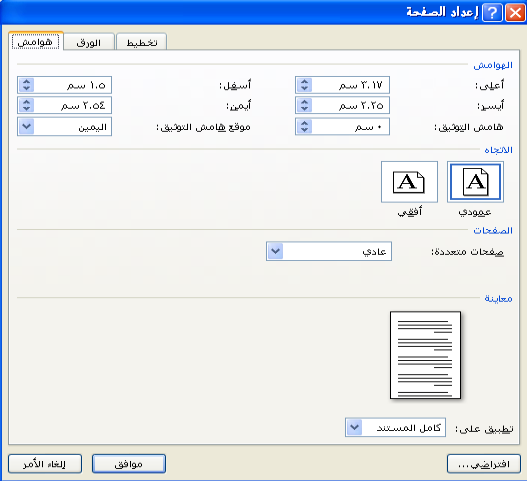 إعداد الصفحة
هوامش الورق تخطيط
الهوامش
أعلى: ٣.١٧ سم أسفل: ١.٥ سم
أيسر: ٢.٢٥ سم أيمن: ٢.٥٤ سم
هامش التوثيق: ٠ سم موقع هامش التوثيق: اليمين
الاتجاه
عمودي أفقي
الصفحات
صفحات متعددة: عادي
معاينة
تطبيق على: كامل المستند
افتراضي... موافق إلغاء الأمر